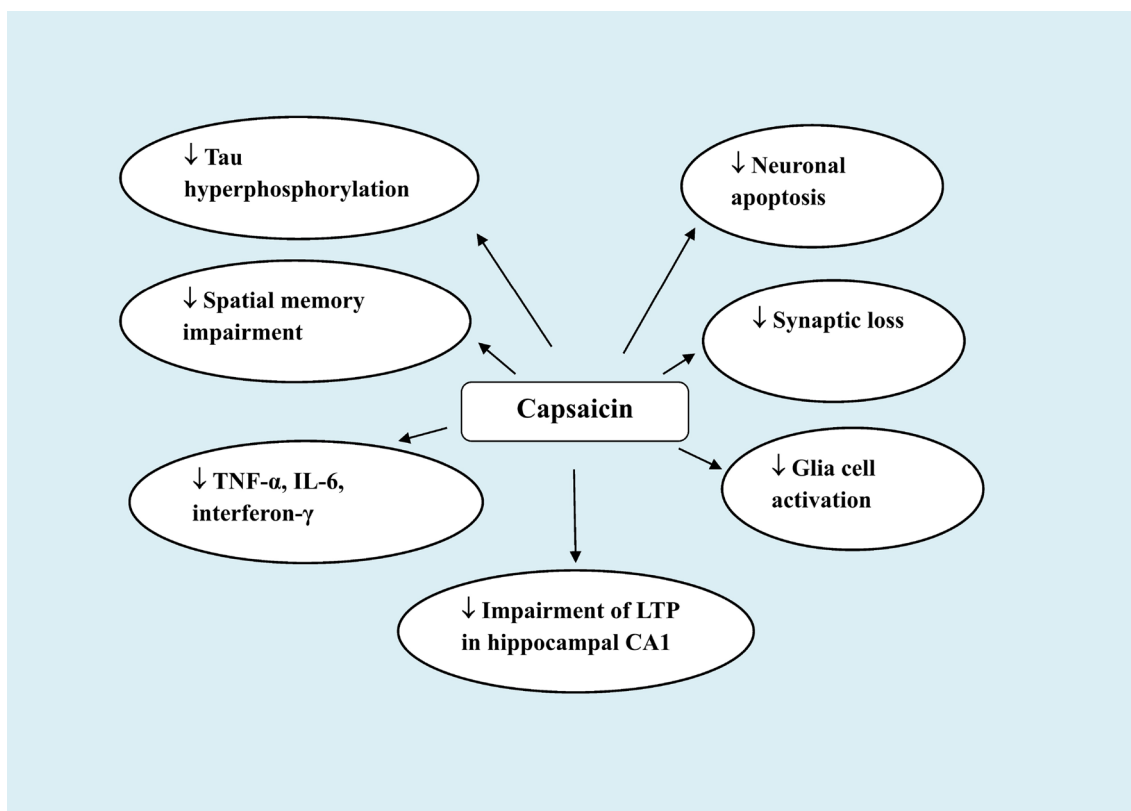 ↓ Tau
hyperphosphorylation
↓ Neuronal
apoptosis
↓ Spatial memory
impairment
↓ Synaptic loss
Capsaicin
↓ TNF-α, IL-6,
interferon-γ
↓ Glia cell
activation
↓ Impairment of LTP
in hippocampal CA1